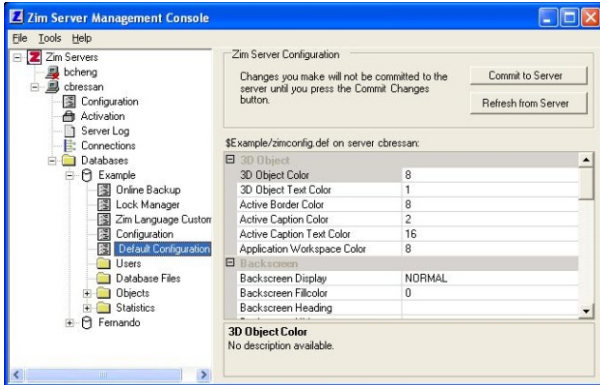 Zim Server Management Console
File Tools Help
Zim Servers
bcheng
cbressan
Configuration
Activation
Server Log
Connections
Databases
Example
Online Backup
Lock Manager
Zim Language Custom
Configuration
Default Configuration
Users
Database Files
Objects
Statistics
Fernando
Zim Server Configuration
Changes you make will not be committed to the
server until you press the Commit Changes
button.
Commit to Server
Refresh from Server
$Example/zimconfig.def on server cbressan:
3D Object
3D Object Color 8
3D Object Text Color 1
Active Border Color 8
Active Caption Color 2
Active Caption Text Color 16
Application Workspace Color 8
Backscreen
Backscreen Display NORMAL
Backscreen Fillcolor 0
Backscreen Heading
3D Object Color
No description available.